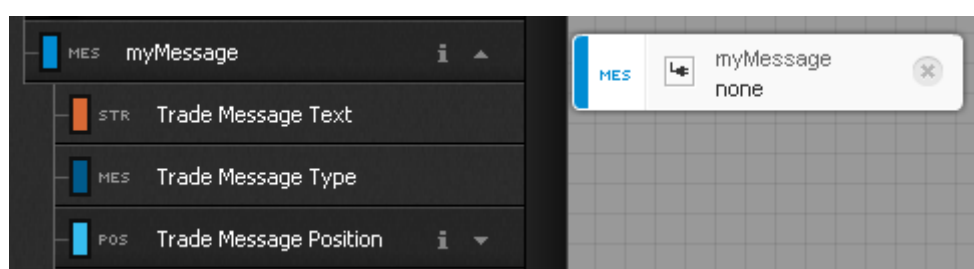 MES myMessage i
STR Trade Message Text
MES Trade Message Type
POS Trade Message Position i
MES myMessage
none